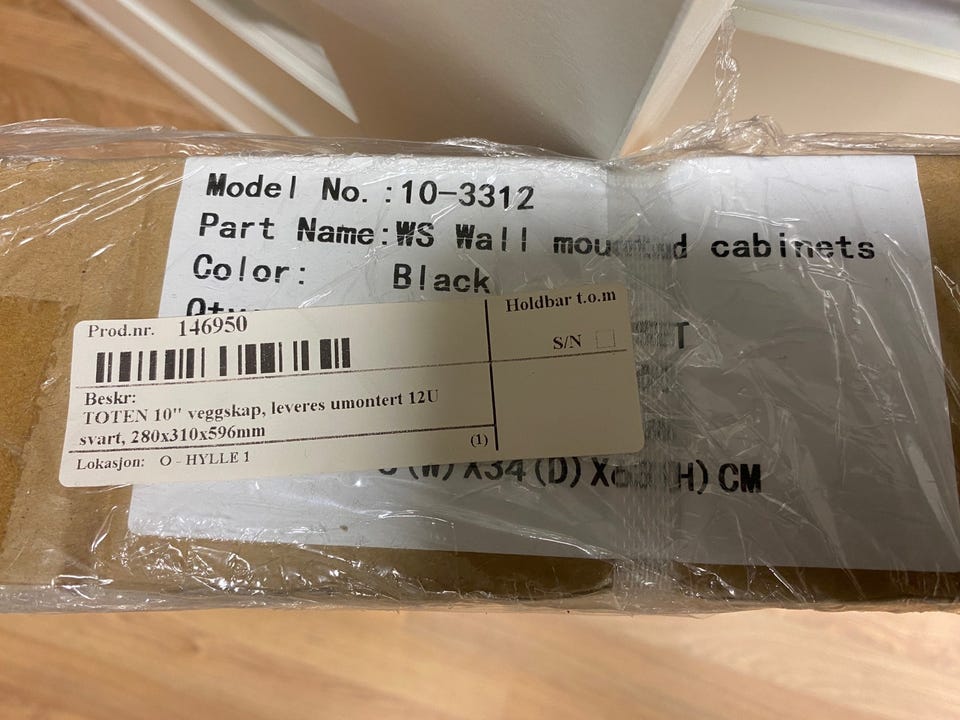 Model No.:10-3312
Part Name:WS Wall mounted cabinets
Color: Black
Prod.nr. 146950
Holdbar t.o.m
S/N
Beskr:
TOTEN 10" veggskap, leveres umontert 12U
svart, 280x310x596mm
(1)
Lokasjon: O - HYLLE 1
(W)X34(D)X (H)CM